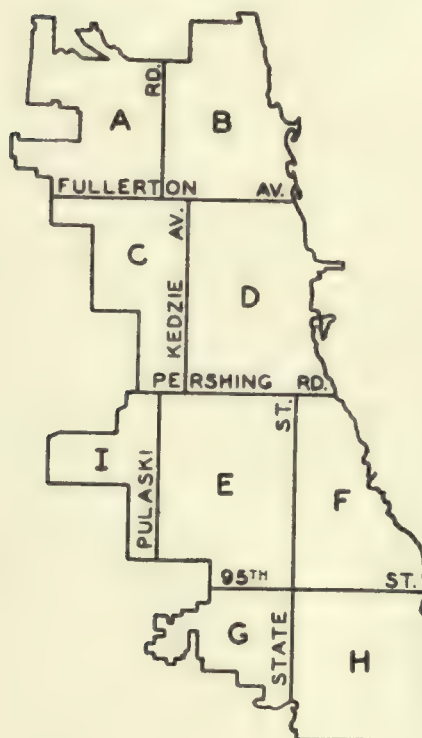 RD.
A
B
FULLERTON AV.
C
AV.
KEDZIE
D
PERSHING RD.
I
PULASKI
E
ST.
F
95TH ST.
G
STATE
H